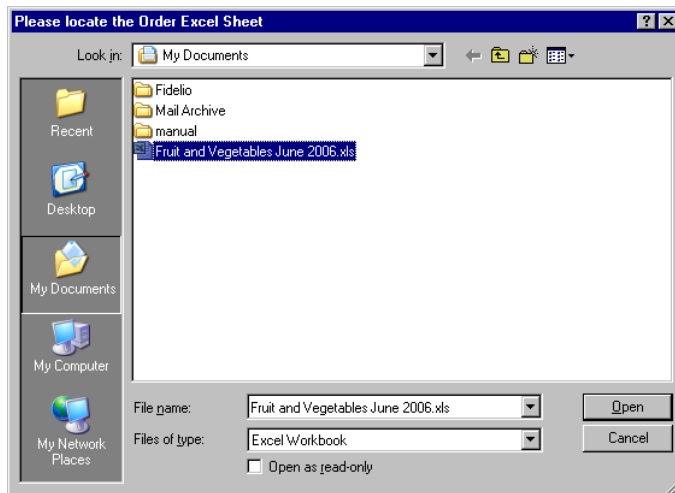 Please locate the Order Excel Sheet
Look in:
My Documents
Fidelio
Mail Archive
manual
Fruit and Vegetables June 2006.xls
Recent
Desktop
My Documents
My Computer
My Network
Places
File name:
Fruit and Vegetables June 2006.xls
Open
Files of type:
Excel Workbook
Cancel
Open as read-only